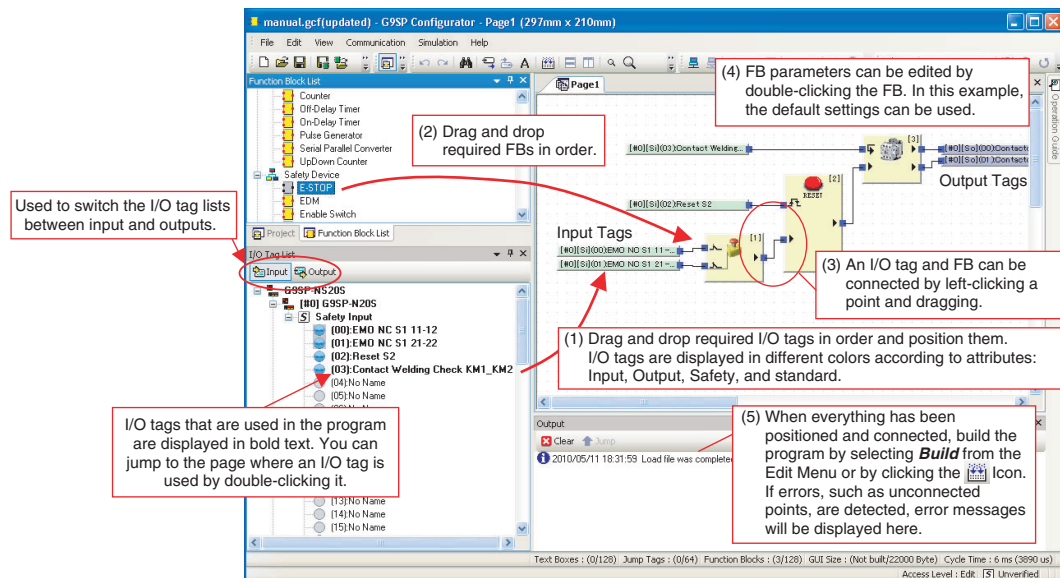 manual.gcf(updated) - G9SP Configurator - Page1 (297mm x 210mm)
File Edit View Communication Simulation Help
Function Block List
Counter
Off-Delay Timer
On-Delay Timer
Pulse Generator
Serial Parallel Converter
UpDown Counter
Safety Device
E-STOP
EDM
Enable Switch
Project
Function Block List
Page1
Operation Guide
(2) Drag and drop
required FBs in order.
(4) FB parameters can be edited by
double-clicking the FB. In this example,
the default settings can be used.
[#0][Si](03):Contact Welding...
[3]
[#0][So](00):Contacto
[#0][So](01):Contacto
Output Tags
[#0][Si](02):Reset S2
[2]
RESET
Input Tags
[#0][Si](00):EMO NC S1 11-...
[#0][Si](01):EMO NC S1 21-...
[1]
Used to switch the I/O tag lists
between input and outputs.
(3) An I/O tag and FB can be
connected by left-clicking a
point and dragging.
I/O Tag List
Input Output
G9SP-NS20S
[#0] G9SP-N20S
Safety Input
(00):EMO NC S1 11-12
(01):EMO NC S1 21-22
(02):Reset S2
(03):Contact Welding Check KM1_KM2
(04):No Name
(05):No Name
(1) Drag and drop required I/O tags in order and position them.
I/O tags are displayed in different colors according to attributes:
Input, Output, Safety, and standard.
I/O tags that are used in the program
are displayed in bold text. You can
jump to the page where an I/O tag is
used by double-clicking it.
(13):No Name
(14):No Name
(15):No Name
Output
Clear Jump
2010/05/11 18:31:59 Load file was completed
(5) When everything has been
positioned and connected, build the
program by selecting Build from the
Edit Menu or by clicking the Icon.
If errors, such as unconnected
points, are detected, error messages
will be displayed here.
Text Boxes : (0/128) Jump Tags : (0/64) Function Blocks : (3/128) GUI Size : (Not built/22000 Byte) Cycle Time : 6 ms (3890 us)
Access Level : Edit S Unverified